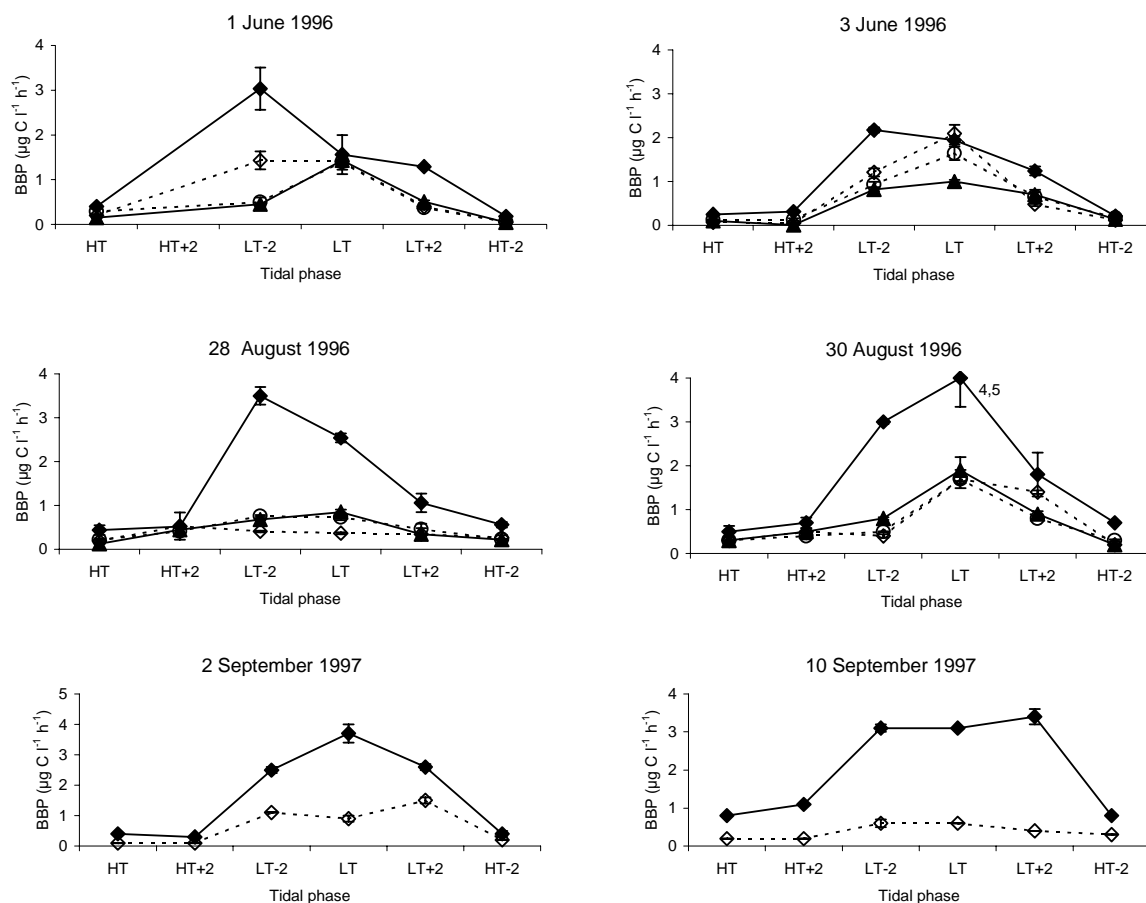 1 June 1996
4
3
2
1
0
BBP (µg C l⁻¹ h⁻¹)
HT HT+2 LT-2 LT LT+2 HT-2
Tidal phase
3 June 1996
4
3
2
1
0
BBP (µg C l⁻¹ h⁻¹)
HT HT+2 LT-2 LT LT+2 HT-2
Tidal phase
28 August 1996
4
3
2
1
0
BBP (µg C l⁻¹ h⁻¹)
HT HT+2 LT-2 LT LT+2 HT-2
Tidal phase
30 August 1996
4
3
2
1
0
BBP (µg C l⁻¹ h⁻¹)
4,5
HT HT+2 LT-2 LT LT+2 HT-2
Tidal phase
2 September 1997
5
4
3
2
1
0
BBP (µg C l⁻¹ h⁻¹)
HT HT+2 LT-2 LT LT+2 HT-2
Tidal phase
10 September 1997
4
3
2
1
0
BBP (µg C l⁻¹ h⁻¹)
HT HT+2 LT-2 LT LT+2 HT-2
Tidal phase